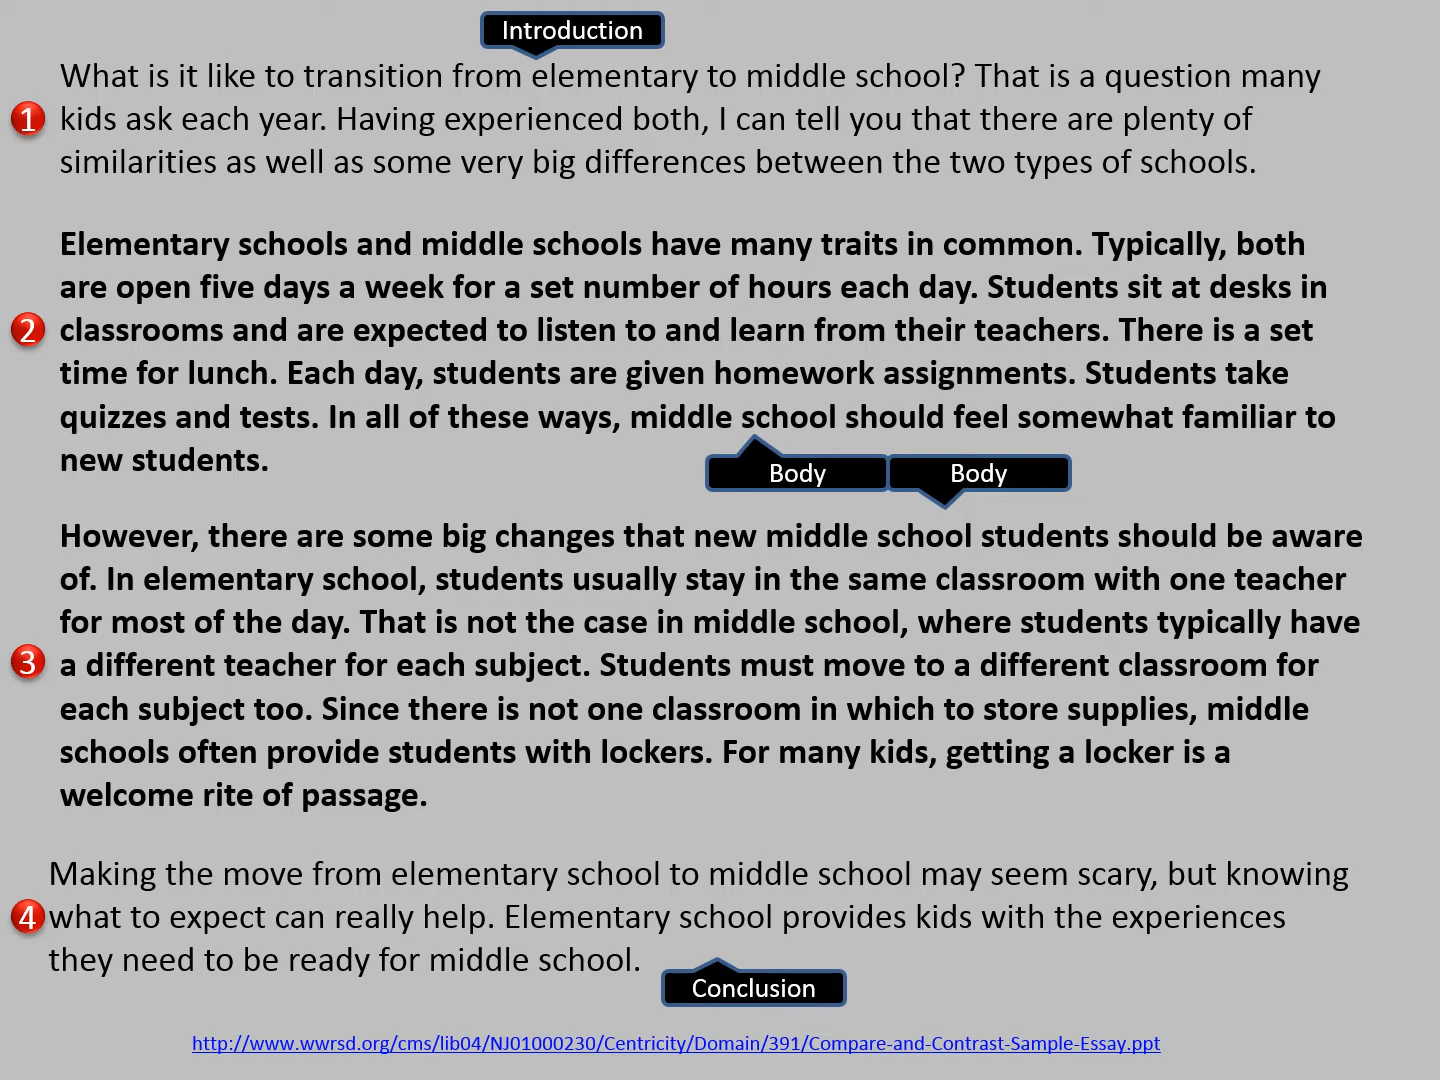 Introduction
What is it like to transition from elementary to middle school? That is a question many
1 kids ask each year. Having experienced both, I can tell you that there are plenty of
similarities as well as some very big differences between the two types of schools.
Elementary schools and middle schools have many traits in common. Typically, both
are open five days a week for a set number of hours each day. Students sit at desks in
2 classrooms and are expected to listen to and learn from their teachers. There is a set
time for lunch. Each day, students are given homework assignments. Students take
quizzes and tests. In all of these ways, middle school should feel somewhat familiar to
new students.
Body Body
However, there are some big changes that new middle school students should be aware
of. In elementary school, students usually stay in the same classroom with one teacher
for most of the day. That is not the case in middle school, where students typically have
3 a different teacher for each subject. Students must move to a different classroom for
each subject too. Since there is not one classroom in which to store supplies, middle
schools often provide students with lockers. For many kids, getting a locker is a
welcome rite of passage.
Making the move from elementary school to middle school may seem scary, but knowing
4 what to expect can really help. Elementary school provides kids with the experiences
they need to be ready for middle school.
Conclusion
http://www.wwrsd.org/cms/lib04/NJ01000230/Centricity/Domain/391/Compare-and-Contrast-Sample-Essay.ppt